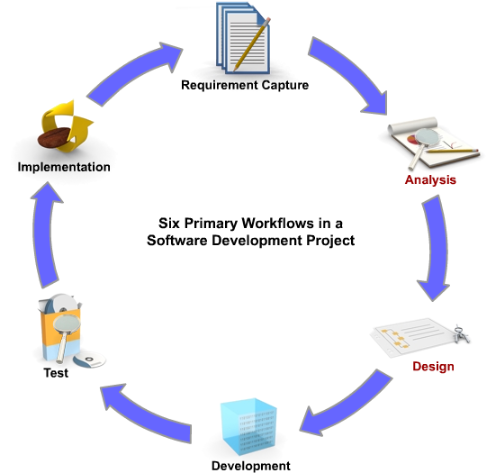 Requirement Capture
Analysis
Design
Development
Test
Implementation
Six Primary Workflows in a
Software Development Project